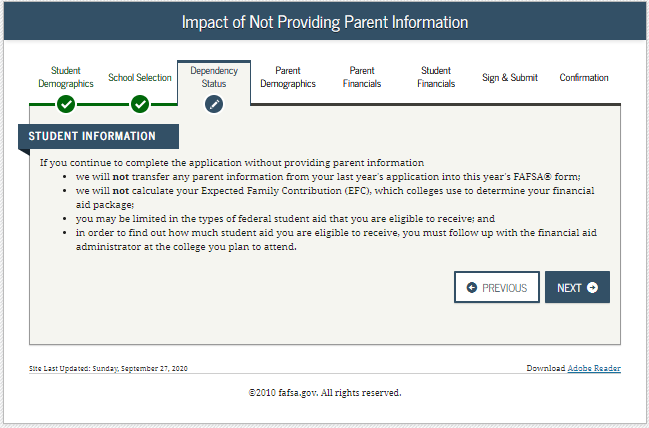 Impact of Not Providing Parent Information
Student Demographics
School Selection
Dependency Status
Parent Demographics
Parent Financials
Student Financials
Sign & Submit
Confirmation
STUDENT INFORMATION
If you continue to complete the application without providing parent information
• we will not transfer any parent information from your last year's application into this year's FAFSA® form;
• we will not calculate your Expected Family Contribution (EFC), which colleges use to determine your financial
aid package;
• you may be limited in the types of federal student aid that you are eligible to receive; and
• in order to find out how much student aid you are eligible to receive, you must follow up with the financial aid
administrator at the college you plan to attend.
PREVIOUS
NEXT
Site Last Updated: Sunday, September 27, 2020
Download Adobe Reader
©2010 fafsa.gov. All rights reserved.